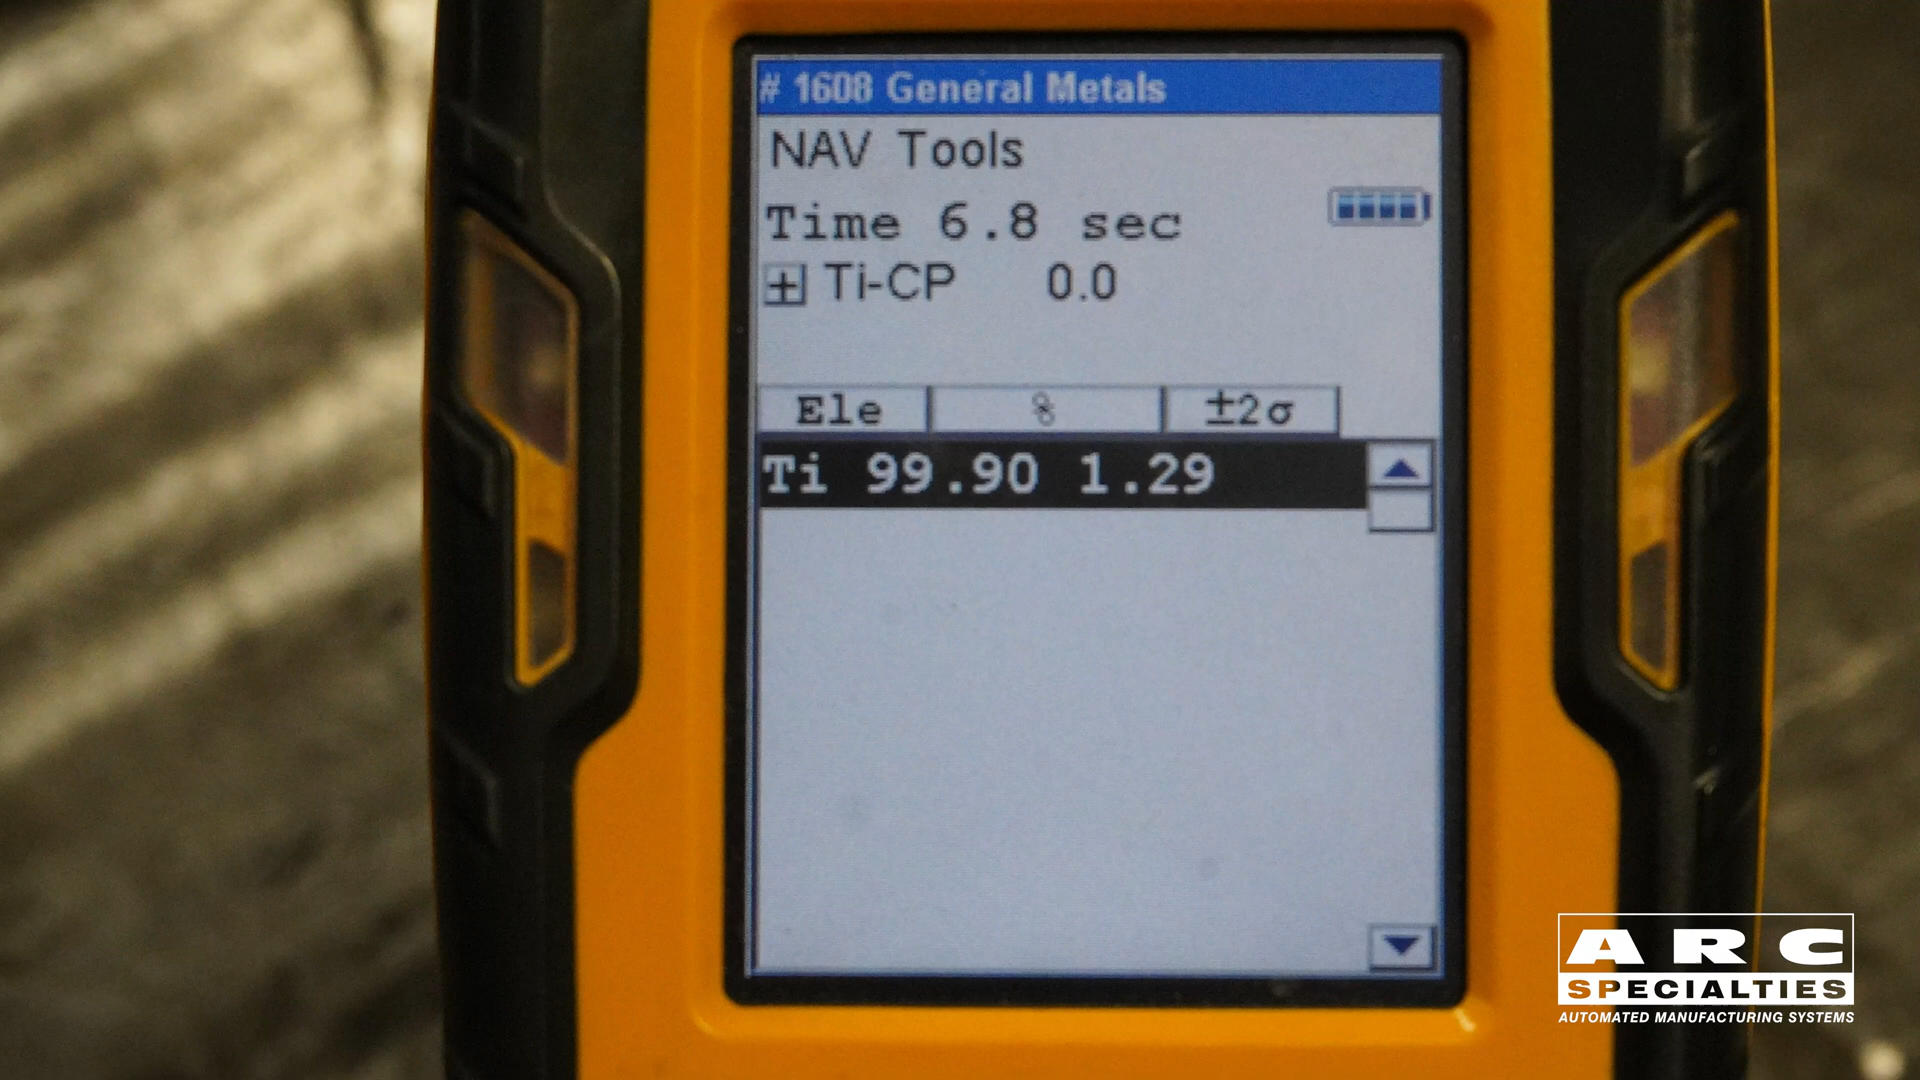 # 1608 General Metals
NAV Tools
Time 6.8 sec
+ Ti-CP 0.0
Ele % ±2σ
Ti 99.90 1.29
ARC
SPECIALTIES
AUTOMATED MANUFACTURING SYSTEMS